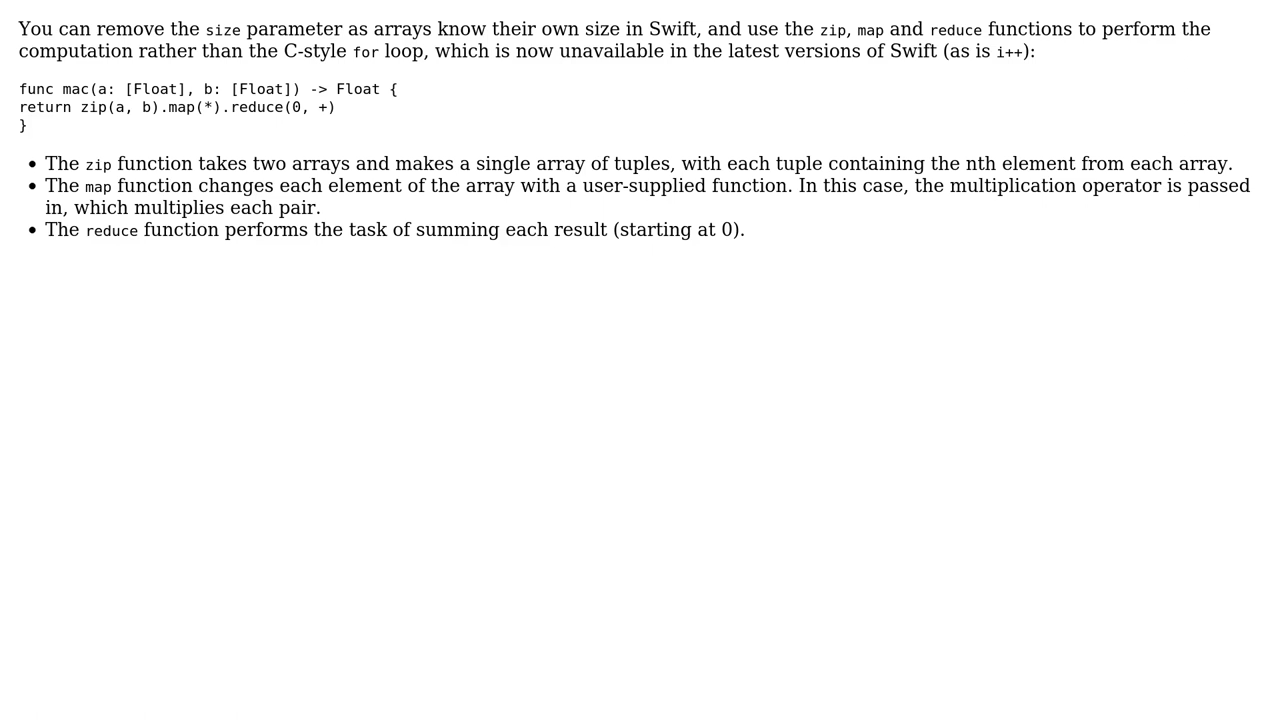 You can remove the size parameter as arrays know their own size in Swift, and use the zip, map and reduce functions to perform the
computation rather than the C-style for loop, which is now unavailable in the latest versions of Swift (as is i++):
func mac(a: [Float], b: [Float]) -> Float {
return zip(a, b).map(*).reduce(0, +)
}
• The zip function takes two arrays and makes a single array of tuples, with each tuple containing the nth element from each array.
• The map function changes each element of the array with a user-supplied function. In this case, the multiplication operator is passed
in, which multiplies each pair.
• The reduce function performs the task of summing each result (starting at 0).